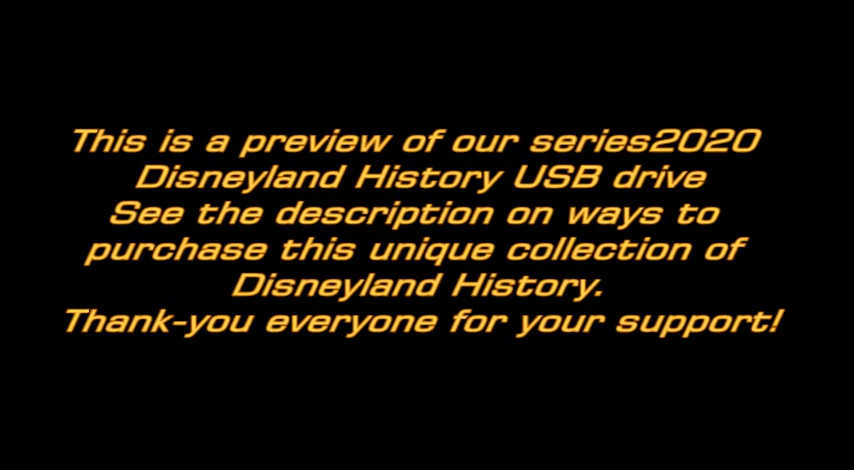 This is a preview of our series2020
Disneyland History USB drive
See the description on ways to
purchase this unique collection of
Disneyland History.
Thank-you everyone for your support!